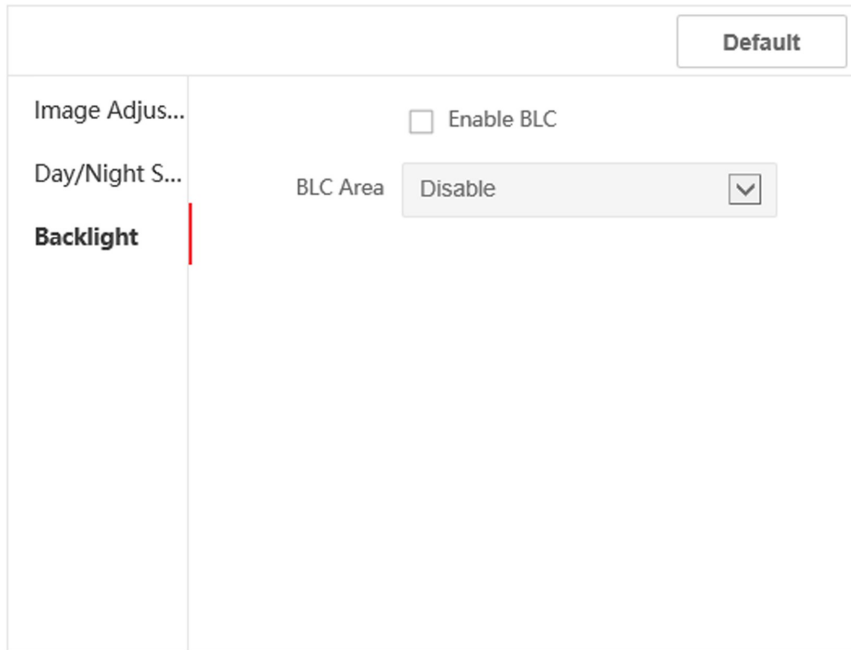 Default
Image Adjus...
Day/Night S...
Backlight
Enable BLC
BLC Area
Disable